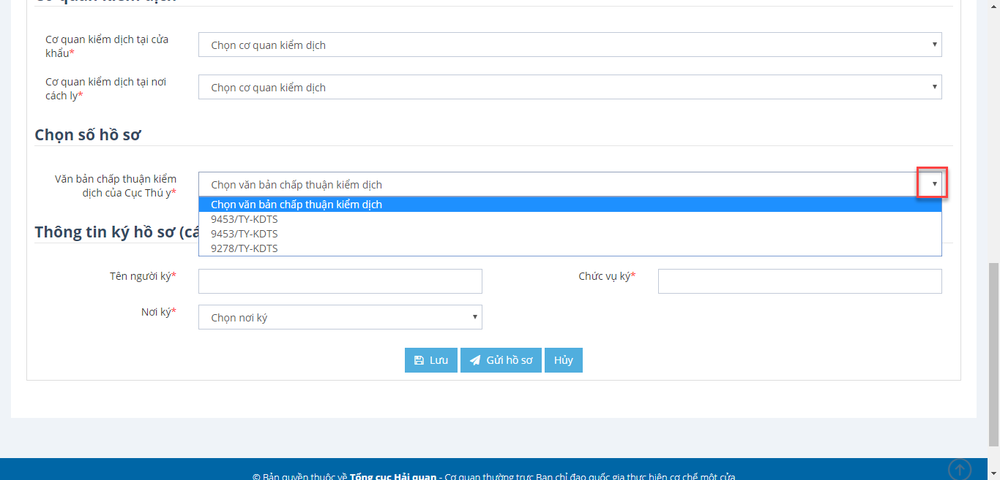 Cơ quan kiểm dịch
Cơ quan kiểm dịch tại cửa
khẩu*
Chọn cơ quan kiểm dịch
Cơ quan kiểm dịch tại nơi
cách ly*
Chọn cơ quan kiểm dịch
Chọn số hồ sơ
Văn bản chấp thuận kiểm
dịch của Cục Thú y*
Chọn văn bản chấp thuận kiểm dịch
Chọn văn bản chấp thuận kiểm dịch
9453/TY-KDTS
9453/TY-KDTS
9278/TY-KDTS
Thông tin ký hồ sơ (cá
Tên người ký*
Chức vụ ký*
Nơi ký*
Chọn nơi ký
Lưu
Gửi hồ sơ
Hủy
© Bản quyền thuộc về Tổng cục Hải quan - Cơ quan thường trực Ban chỉ đạo quốc gia thực hiện cơ chế một cửa